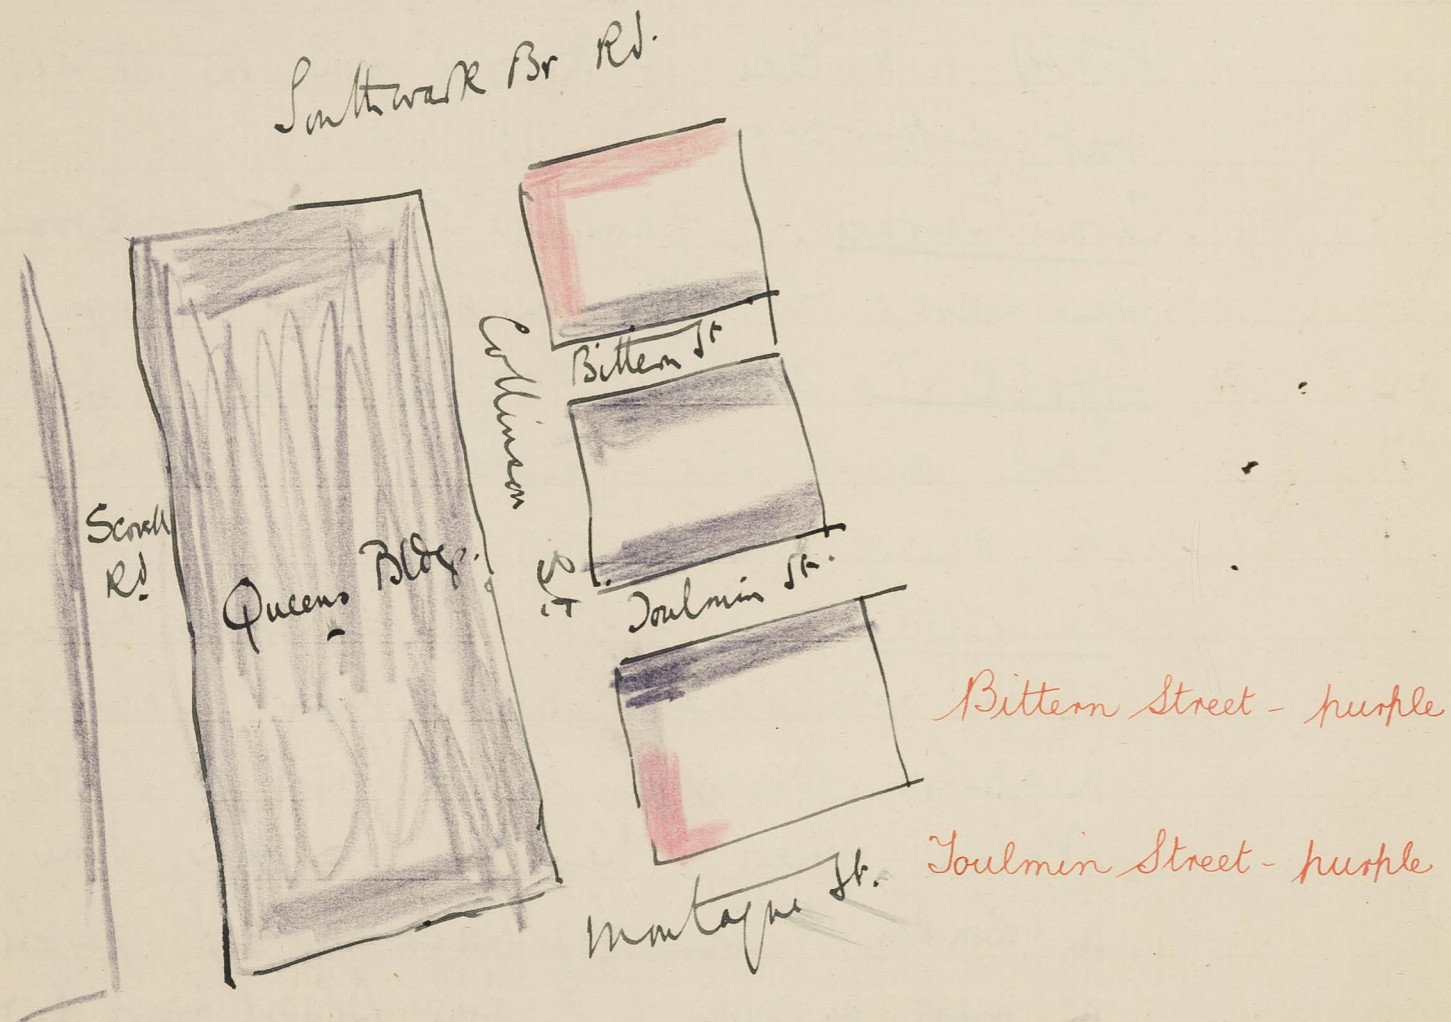 Southwark Br Rd.
Bittern St
Collinson
St
Scovell
Rd.
Queens Bldgs.
Toulmin St.
Montague St.
Bittern Street - purple
Toulmin Street - purple